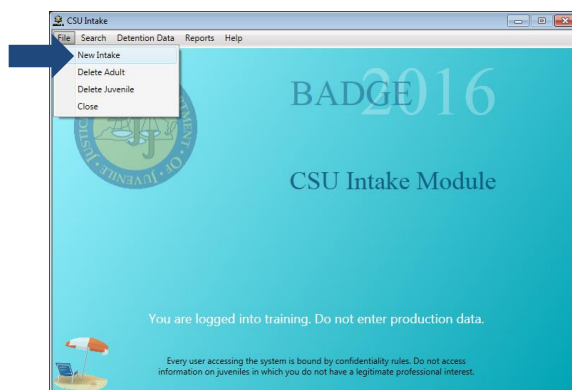 CSU Intake
File Search Detention Data Reports Help
New Intake
Delete Adult
Delete Juvenile
Close
BADGE 2016
CSU Intake Module
You are logged into training. Do not enter production data.
Every user accessing the system is bound by confidentiality rules. Do not access
information on juveniles in which you do not have a legitimate professional interest.